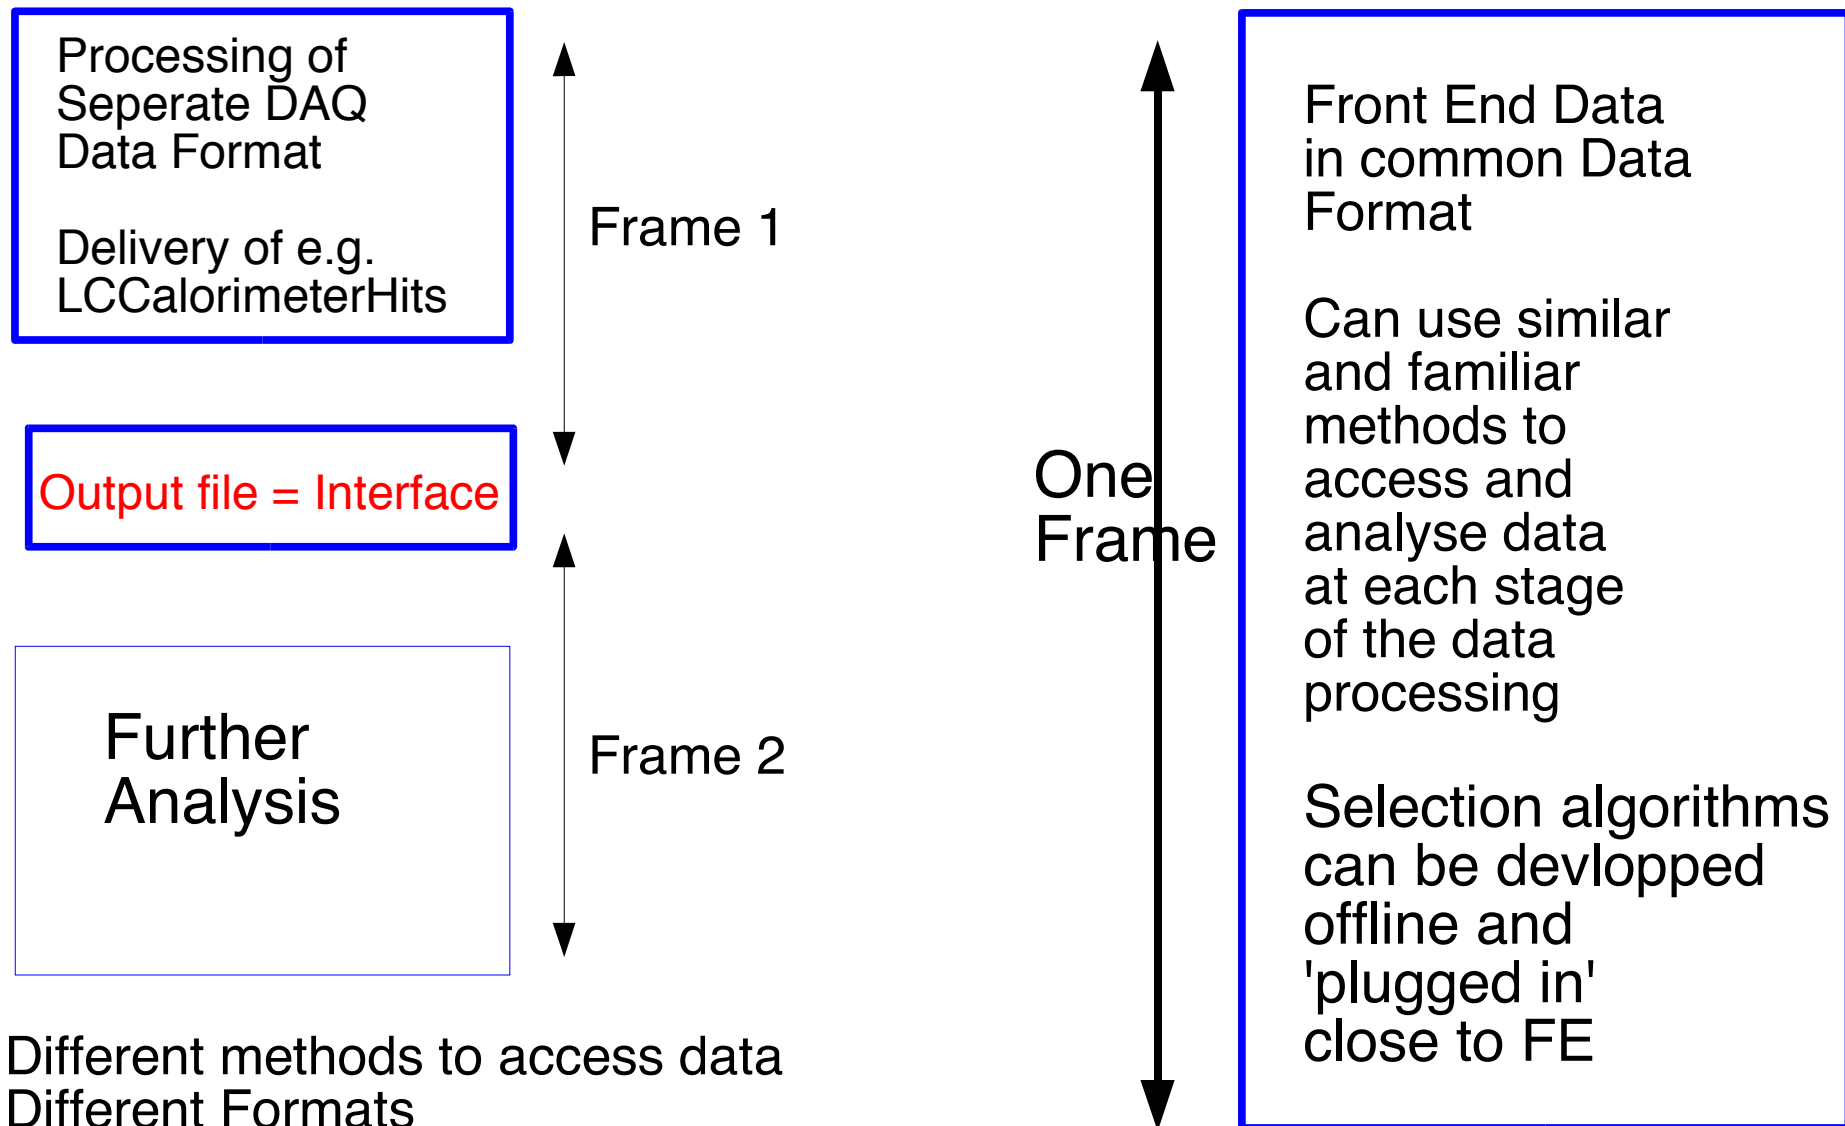 Processing of
Seperate DAQ
Data Format
Delivery of e.g.
LCCalorimeterHits
Frame 1
Output file = Interface
Further
Analysis
Frame 2
Different methods to access data
Different Formats
One
Frame
Front End Data
in common Data
Format
Can use similar
and familiar
methods to
access and
analyse data
at each stage
of the data
processing
Selection algorithms
can be devlopped
offline and
'plugged in'
close to FE